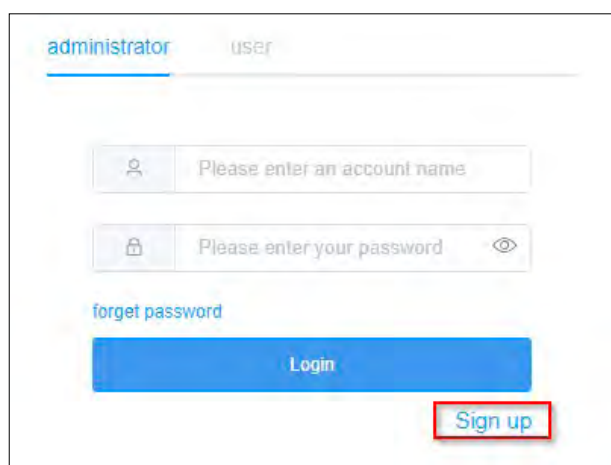 administrator user
Please enter an account name
Please enter your password
forget password
Login
Sign up